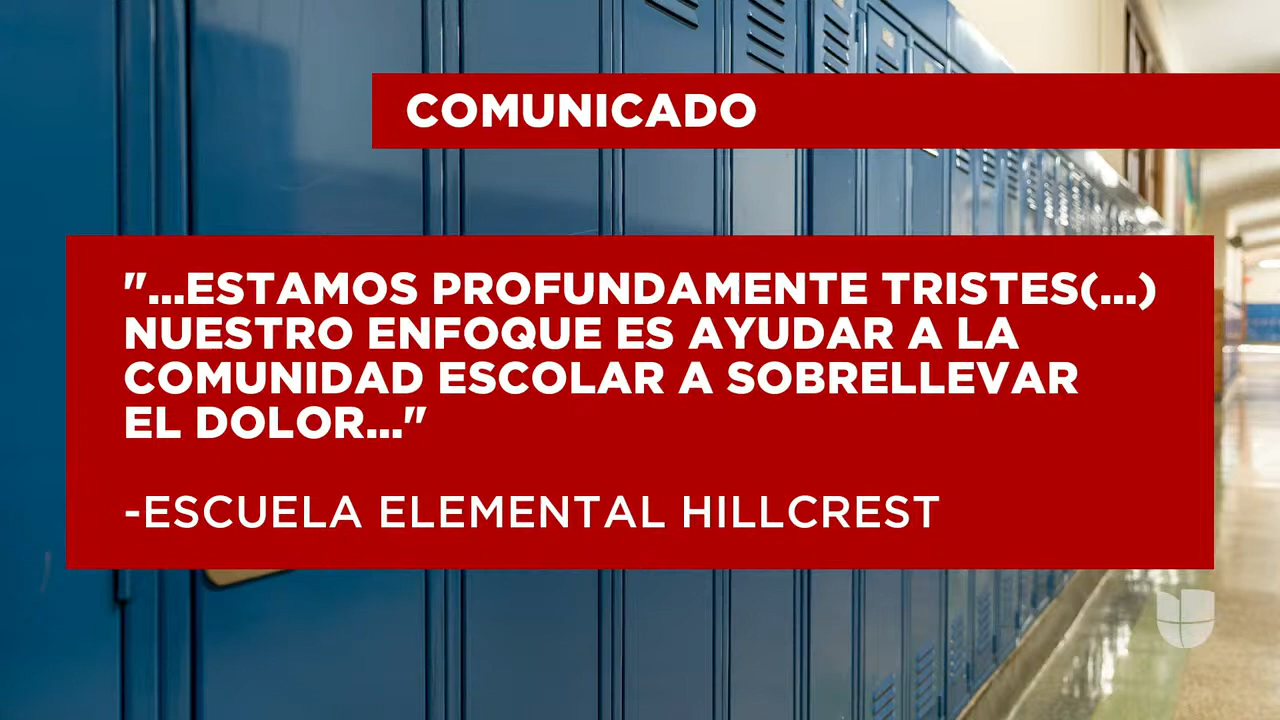 COMUNICADO
"...ESTAMOS PROFUNDAMENTE TRISTES(...)
NUESTRO ENFOQUE ES AYUDAR A LA
COMUNIDAD ESCOLAR A SOBRELLEVAR
EL DOLOR..."
-ESCUELA ELEMENTAL HILLCREST